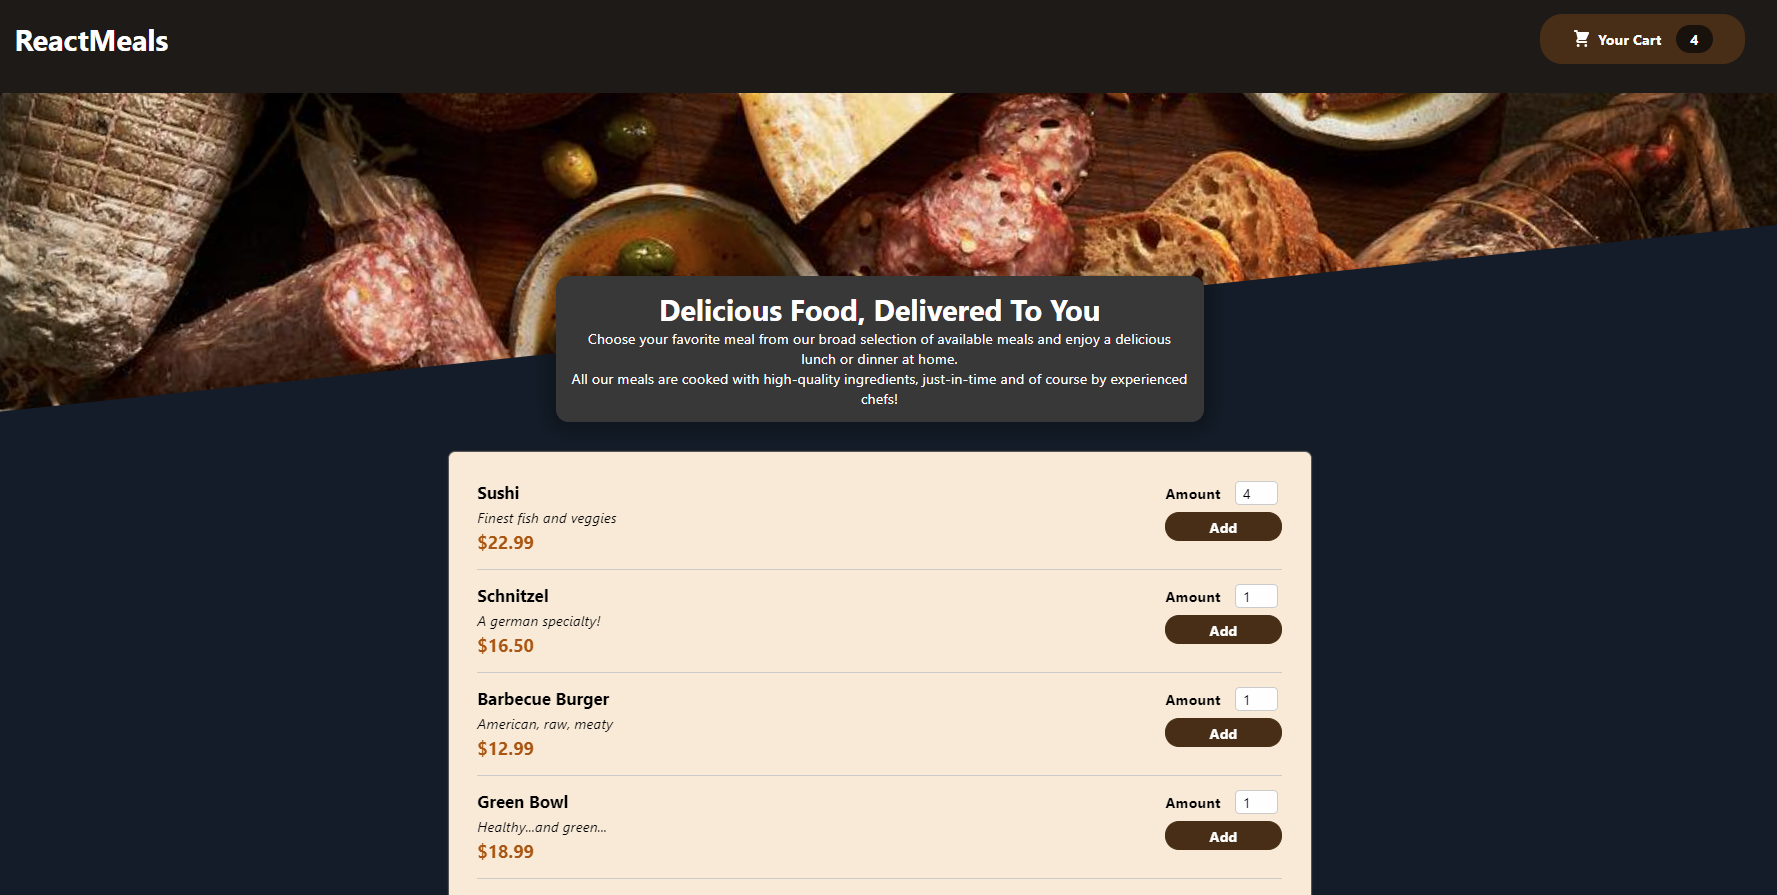 ReactMeals
Your Cart 4
Delicious Food, Delivered To You
Choose your favorite meal from our broad selection of available meals and enjoy a delicious
lunch or dinner at home.
All our meals are cooked with high-quality ingredients, just-in-time and of course by experienced
chefs!
Sushi
Finest fish and veggies
$22.99
Amount 4
Add
Schnitzel
A german specialty!
$16.50
Amount 1
Add
Barbecue Burger
American, raw, meaty
$12.99
Amount 1
Add
Green Bowl
Healthy...and green...
$18.99
Amount 1
Add